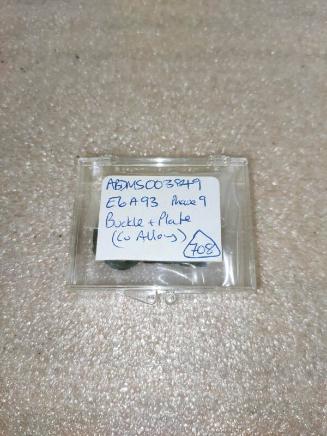 ABDMS003849
E6A93 Phase 9
Buckle + Plate
(Cu Alloy)
708